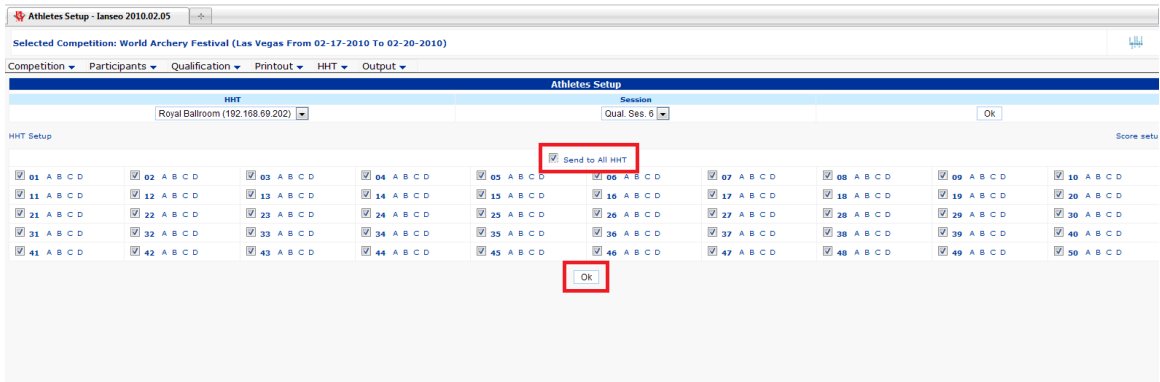 Athletes Setup - Ianseo 2010.02.05
Selected Competition: World Archery Festival (Las Vegas From 02-17-2010 To 02-20-2010)
Competition Participants Qualification Printout HHT Output
Athletes Setup
HHT Session
Royal Ballroom (192.168.69.202) Qual. Ses. 6 Ok
HHT Setup Score setu
Send to All HHT
01 A B C D 02 A B C D 03 A B C D 04 A B C D 05 A B C D 06 A B C D 07 A B C D 08 A B C D 09 A B C D 10 A B C D
11 A B C D 12 A B C D 13 A B C D 14 A B C D 15 A B C D 16 A B C D 17 A B C D 18 A B C D 19 A B C D 20 A B C D
21 A B C D 22 A B C D 23 A B C D 24 A B C D 25 A B C D 26 A B C D 27 A B C D 28 A B C D 29 A B C D 30 A B C D
31 A B C D 32 A B C D 33 A B C D 34 A B C D 35 A B C D 36 A B C D 37 A B C D 38 A B C D 39 A B C D 40 A B C D
41 A B C D 42 A B C D 43 A B C D 44 A B C D 45 A B C D 46 A B C D 47 A B C D 48 A B C D 49 A B C D 50 A B C D
Ok